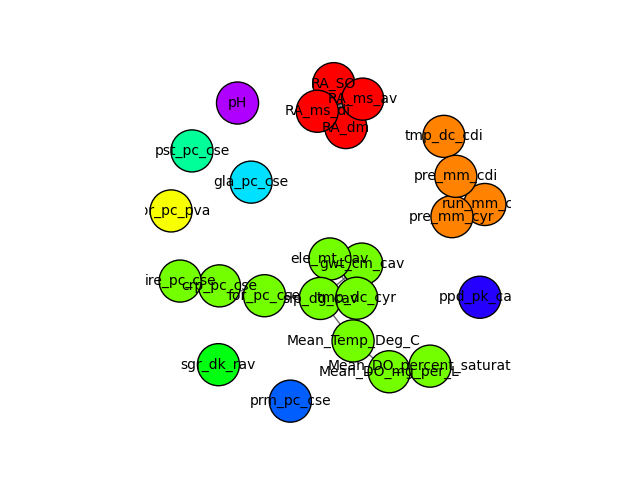 RA_SO
RA_ms_av
pH
RA_dm
tmp_dc_cdi
pst_pc_cse
pre_mm_cdi
gla_pc_cse
run_mm_c
or_pc_pva
pre_mm_cyr
ele_mt_cav
gwt_cm_cav
ire_pc_cse
crp_pc_cse
for_pc_cse
slp_dg_cav
tmp_dc_cyr
ppd_pk_ca
Mean_Temp_Deg_C
sgr_dk_rav
Mean_DO_percent_saturat
Mean_DO_mg_per_L
prm_pc_cse